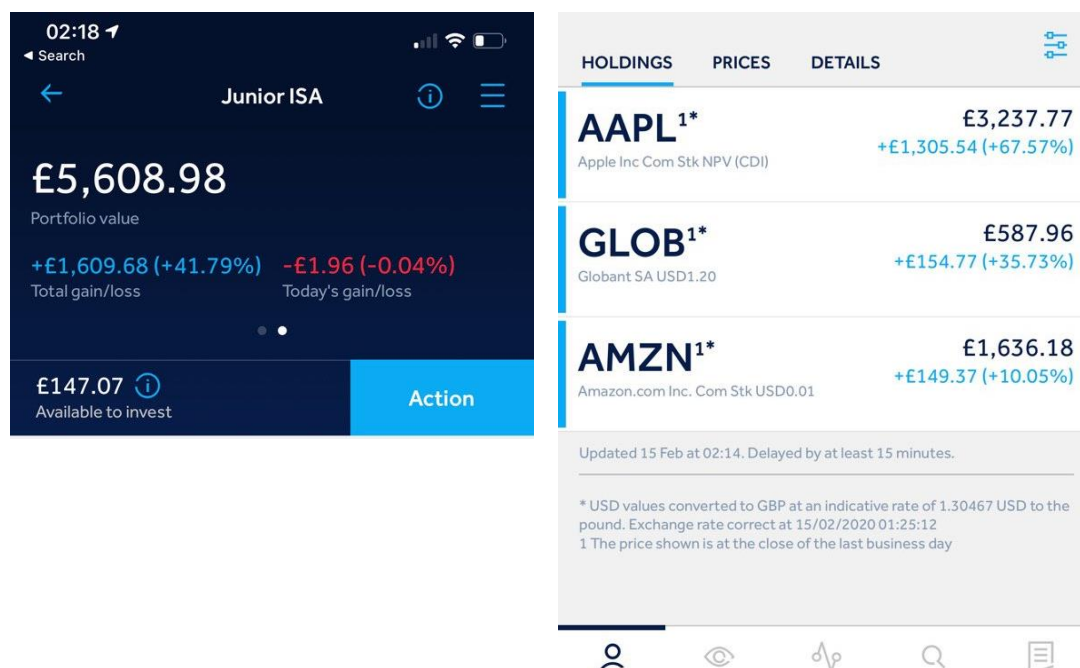 02:18
Search
Junior ISA
£5,608.98
Portfolio value
+£1,609.68 (+41.79%) -£1.96 (-0.04%)
Total gain/loss Today's gain/loss
£147.07
Available to invest
Action
HOLDINGS PRICES DETAILS
AAPL1* £3,237.77
+£1,305.54 (+67.57%)
Apple Inc Com Stk NPV (CDI)
GLOB1* £587.96
+£154.77 (+35.73%)
Globant SA USD1.20
AMZN1* £1,636.18
+£149.37 (+10.05%)
Amazon.com Inc. Com Stk USD0.01
Updated 15 Feb at 02:14. Delayed by at least 15 minutes.
* USD values converted to GBP at an indicative rate of 1.30467 USD to the
pound. Exchange rate correct at 15/02/2020 01:25:12
1 The price shown is at the close of the last business day